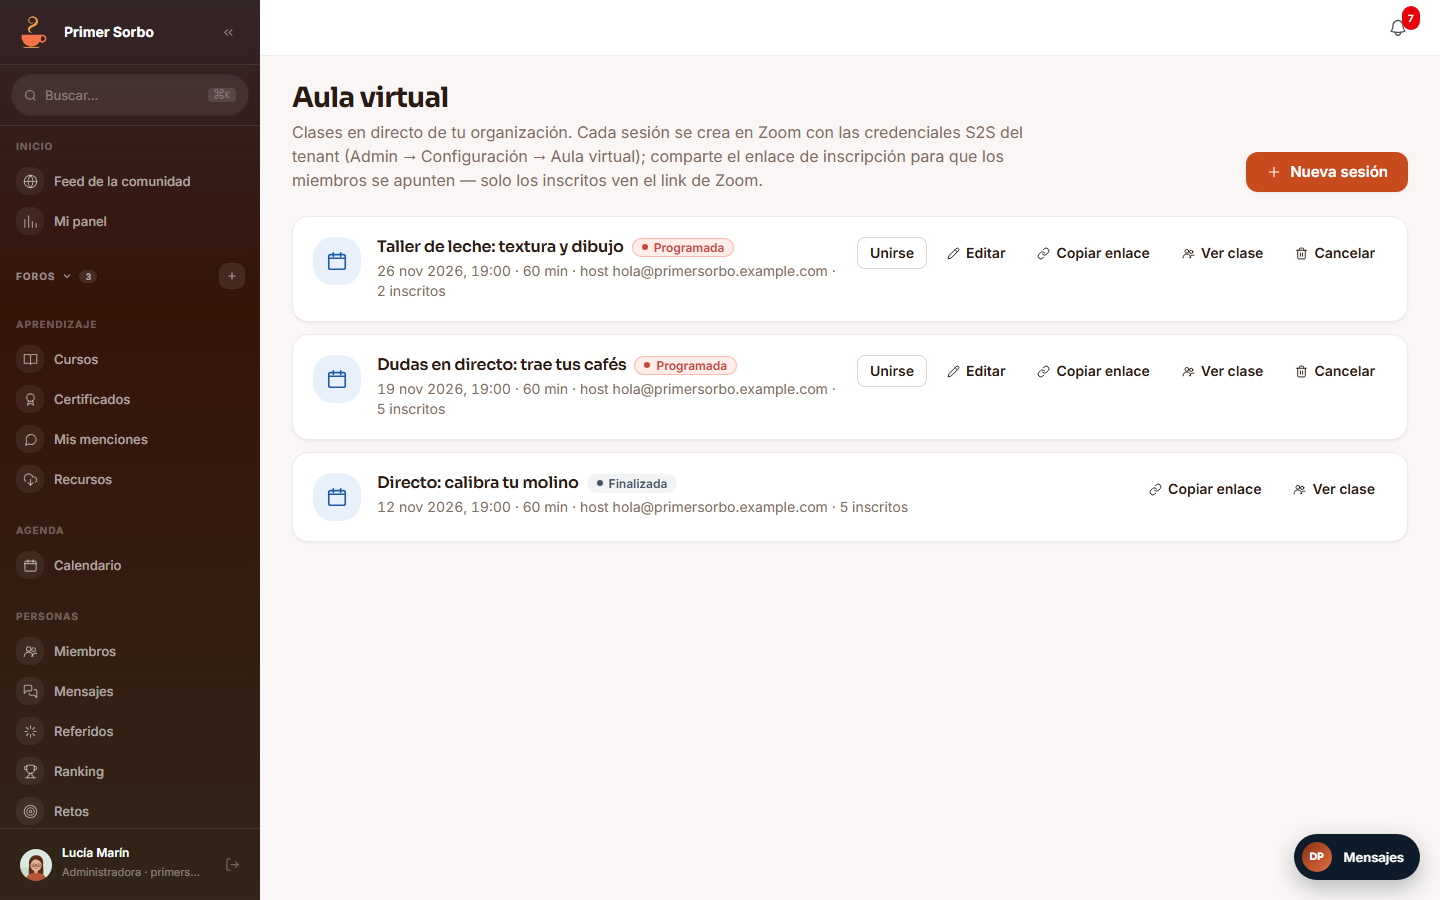 Primer Sorbo
Buscar...
⌘K
INICIO
Feed de la comunidad
Mi panel
FOROS
3
APRENDIZAJE
Cursos
Certificados
Mis menciones
Recursos
AGENDA
Calendario
PERSONAS
Miembros
Mensajes
Referidos
Ranking
Retos
Lucía Marín
Administradora · primers...
7
Aula virtual
Clases en directo de tu organización. Cada sesión se crea en Zoom con las credenciales S2S del
tenant (Admin → Configuración → Aula virtual); comparte el enlace de inscripción para que los
miembros se apunten — solo los inscritos ven el link de Zoom.
Nueva sesión
Taller de leche: textura y dibujo
Programada
26 nov 2026, 19:00 · 60 min · host hola@primersorbo.example.com ·
2 inscritos
Unirse
Editar
Copiar enlace
Ver clase
Cancelar
Dudas en directo: trae tus cafés
Programada
19 nov 2026, 19:00 · 60 min · host hola@primersorbo.example.com ·
5 inscritos
Unirse
Editar
Copiar enlace
Ver clase
Cancelar
Directo: calibra tu molino
Finalizada
12 nov 2026, 19:00 · 60 min · host hola@primersorbo.example.com · 5 inscritos
Copiar enlace
Ver clase
DP
Mensajes